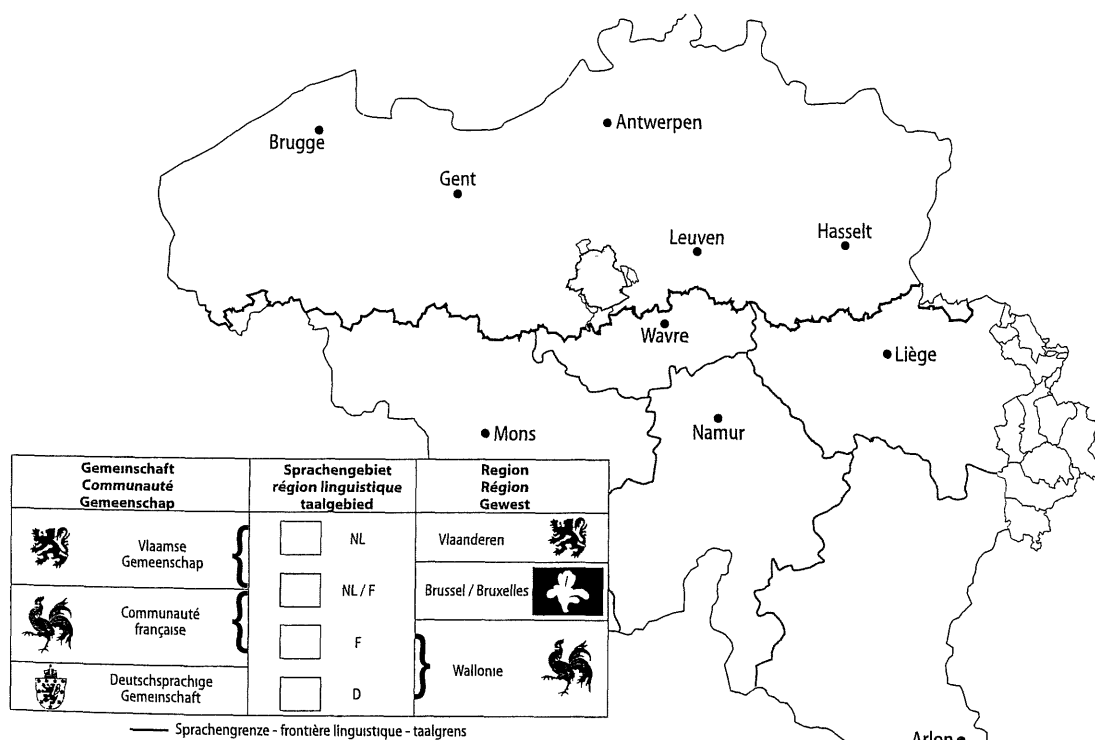 Antwerpen
Brugge
Gent
Leuven
Hasselt
Wavre
Liège
Mons
Namur
Gemeinschaft
Communauté
Gemeenschap
Sprachengebiet
région linguistique
taalgebied
Region
Région
Gewest
Vlaamse
Gemeenschap
NL
Vlaanderen
NL / F
Brussel / Bruxelles
Communauté
française
F
Wallonie
Deutschsprachige
Gemeinschaft
D
Sprachengrenze - frontière linguistique - taalgrens
Arlon